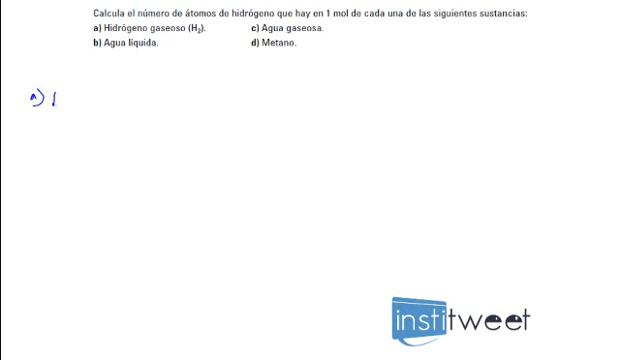 Calcula el número de átomos de hidrógeno que hay en 1 mol de cada una de las siguientes sustancias:
a) Hidrógeno gaseoso (H₂). c) Agua gaseosa.
b) Agua líquida. d) Metano.
a)
institweet